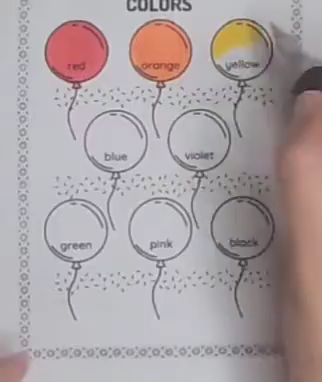 COLORS
red orange yellow
blue violet
green pink black